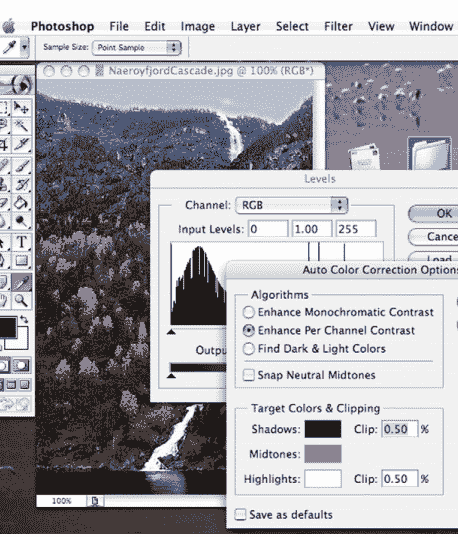 Photoshop File Edit Image Layer Select Filter View Window
Sample Size: Point Sample
NaeroyfjordCascade.jpg @ 100% (RGB*)
Levels
Channel: RGB
OK
Input Levels: 0 1.00 255
Cance
Load
Auto Color Correction Options
Algorithms
Enhance Monochromatic Contrast
Enhance Per Channel Contrast
Find Dark & Light Colors
Outpu
Snap Neutral Midtones
Target Colors & Clipping
Shadows: Clip: 0.50 %
Midtones:
Highlights: Clip: 0.50 %
100%
Save as defaults